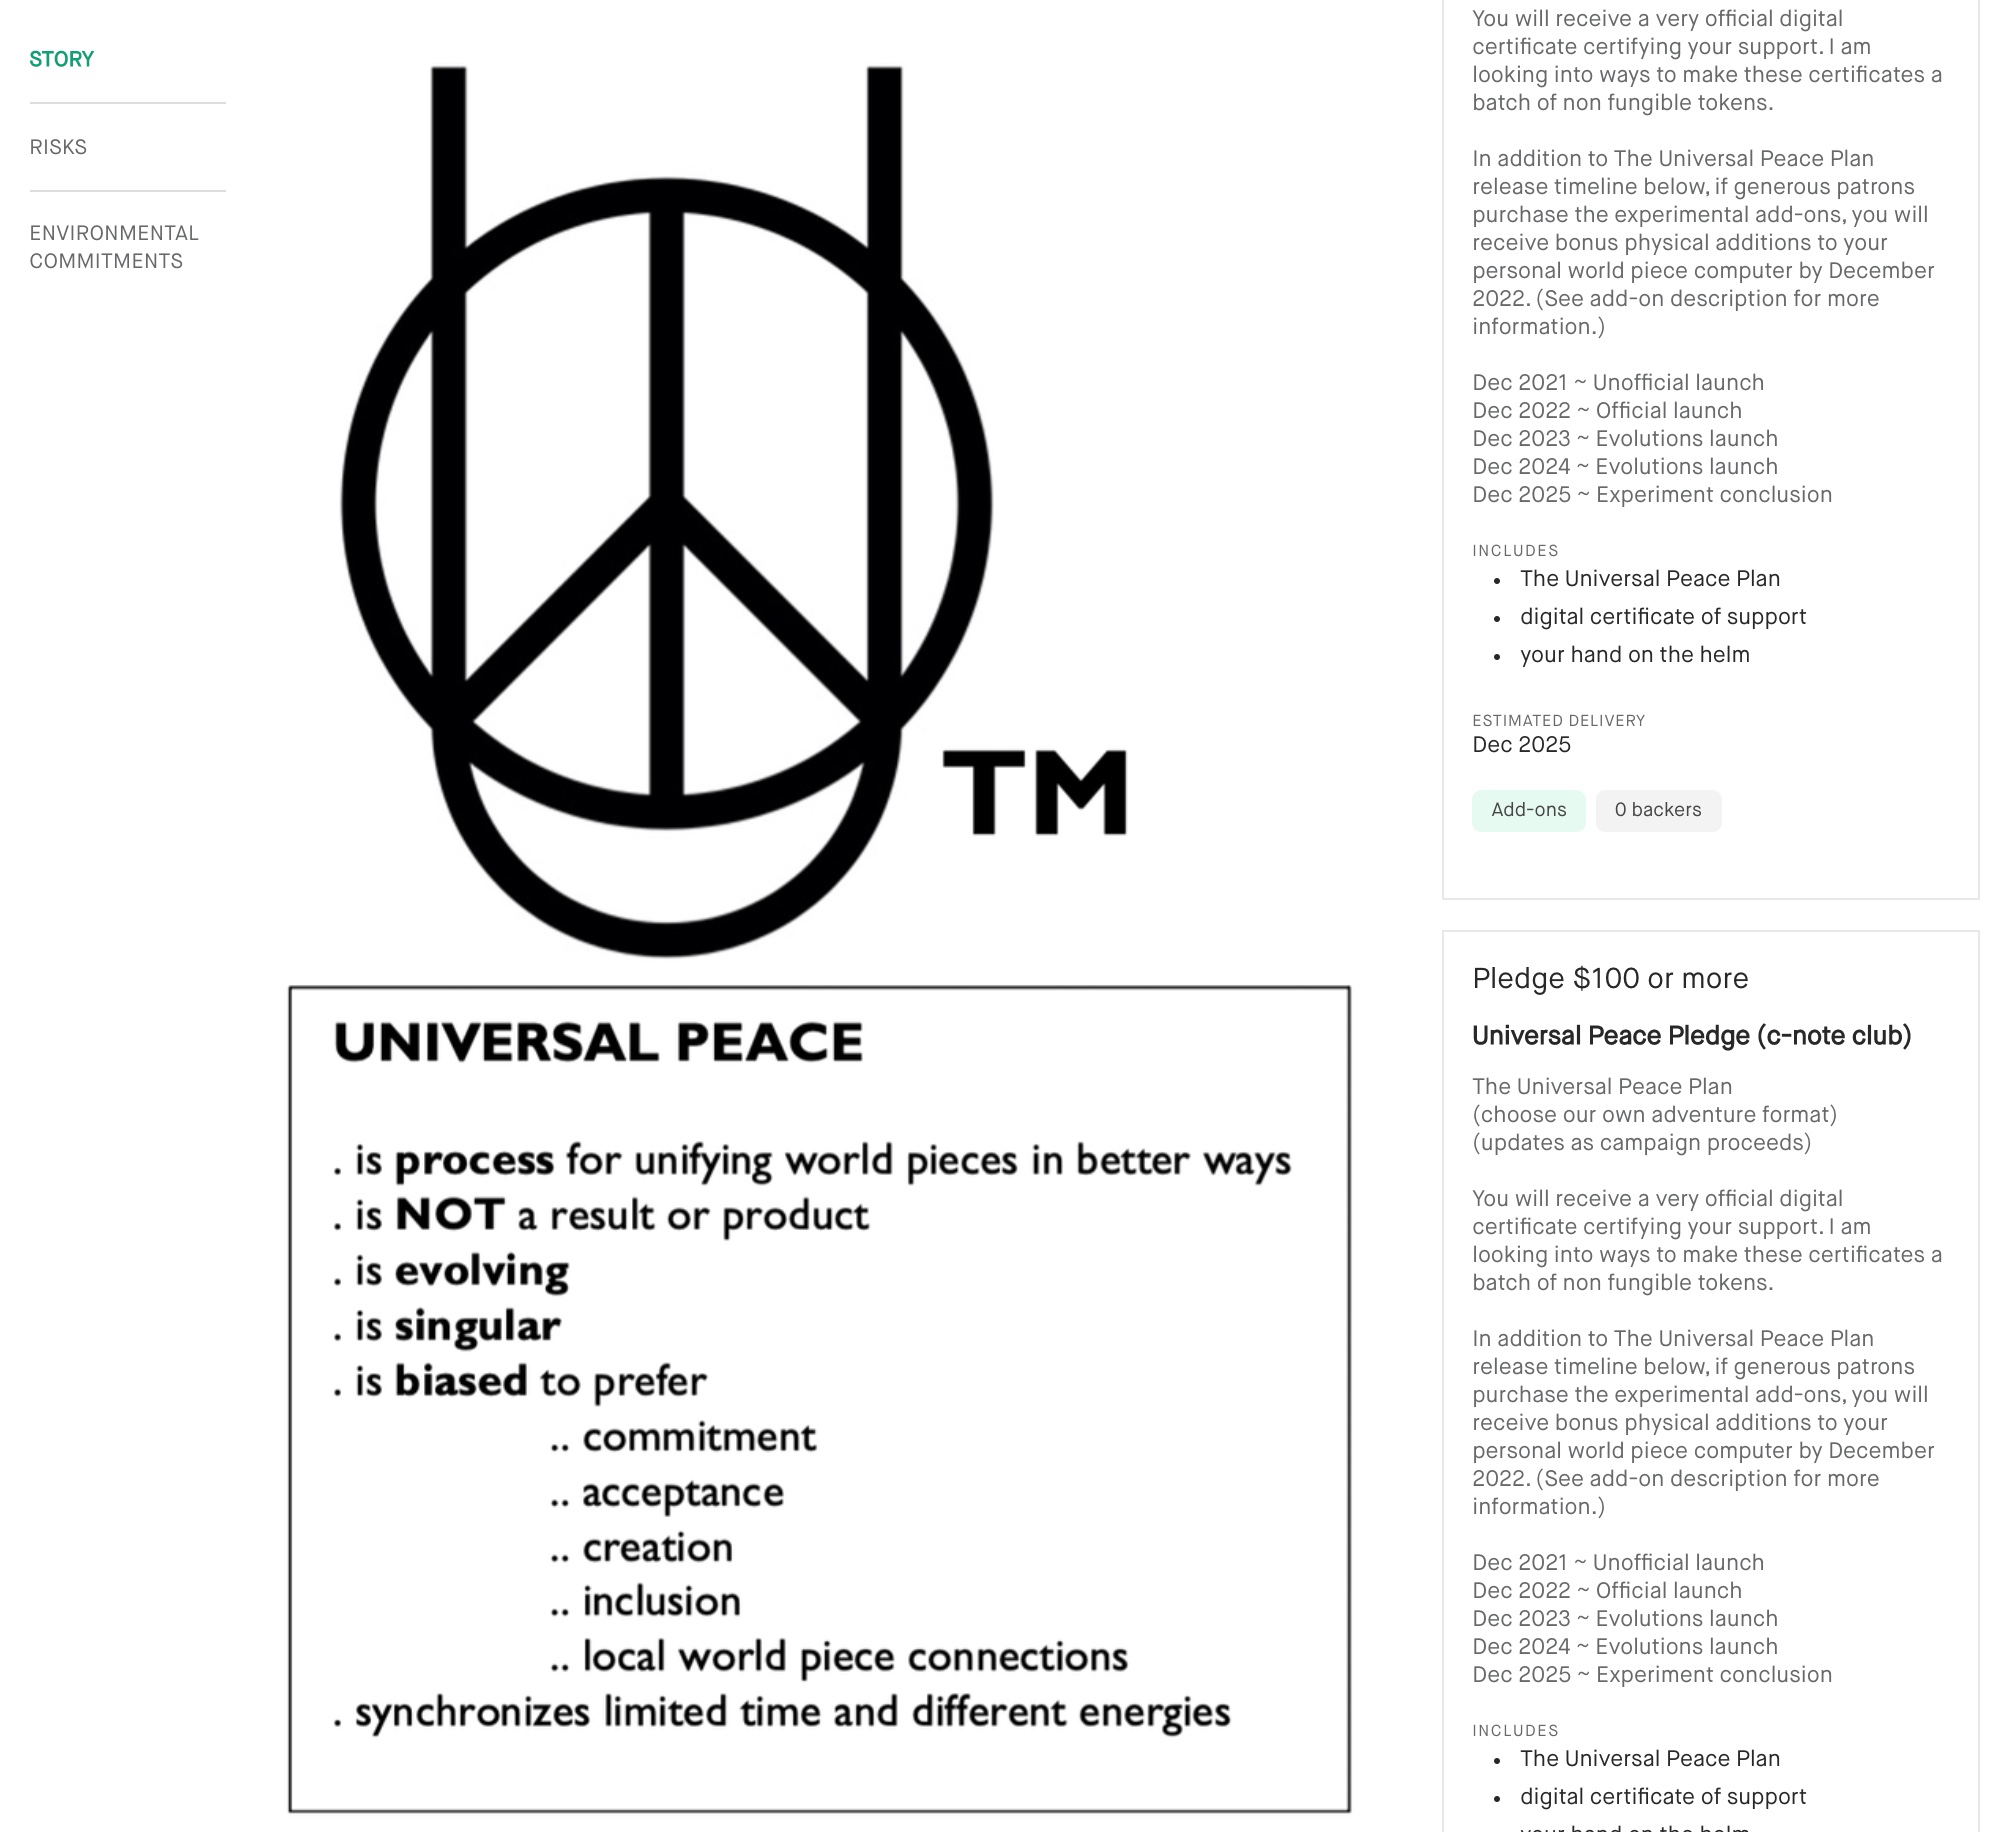 STORY
RISKS
ENVIRONMENTAL
COMMITMENTS
TM
UNIVERSAL PEACE
. is process for unifying world pieces in better ways
. is NOT a result or product
. is evolving
. is singular
. is biased to prefer
.. commitment
.. acceptance
.. creation
.. inclusion
.. local world piece connections
. synchronizes limited time and different energies
You will receive a very official digital
certificate certifying your support. I am
looking into ways to make these certificates a
batch of non fungible tokens.
In addition to The Universal Peace Plan
release timeline below, if generous patrons
purchase the experimental add-ons, you will
receive bonus physical additions to your
personal world piece computer by December
2022. (See add-on description for more
information.)
Dec 2021 ~ Unofficial launch
Dec 2022 ~ Official launch
Dec 2023 ~ Evolutions launch
Dec 2024 ~ Evolutions launch
Dec 2025 ~ Experiment conclusion
INCLUDES
• The Universal Peace Plan
• digital certificate of support
• your hand on the helm
ESTIMATED DELIVERY
Dec 2025
Add-ons 0 backers
Pledge $100 or more
Universal Peace Pledge (c-note club)
The Universal Peace Plan
(choose our own adventure format)
(updates as campaign proceeds)
You will receive a very official digital
certificate certifying your support. I am
looking into ways to make these certificates a
batch of non fungible tokens.
In addition to The Universal Peace Plan
release timeline below, if generous patrons
purchase the experimental add-ons, you will
receive bonus physical additions to your
personal world piece computer by December
2022. (See add-on description for more
information.)
Dec 2021 ~ Unofficial launch
Dec 2022 ~ Official launch
Dec 2023 ~ Evolutions launch
Dec 2024 ~ Evolutions launch
Dec 2025 ~ Experiment conclusion
INCLUDES
• The Universal Peace Plan
• digital certificate of support
your hand on the helm